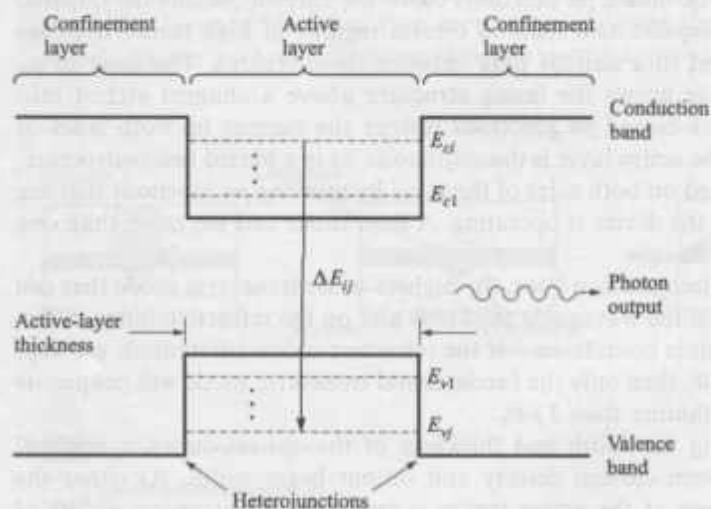 Confinement
layer
Active
layer
Confinement
layer
Conduction
band
E_ci
E_c1
ΔE_ij
Photon
output
Active-layer
thickness
E_v1
E_vj
Valence
band
Heterojunctions